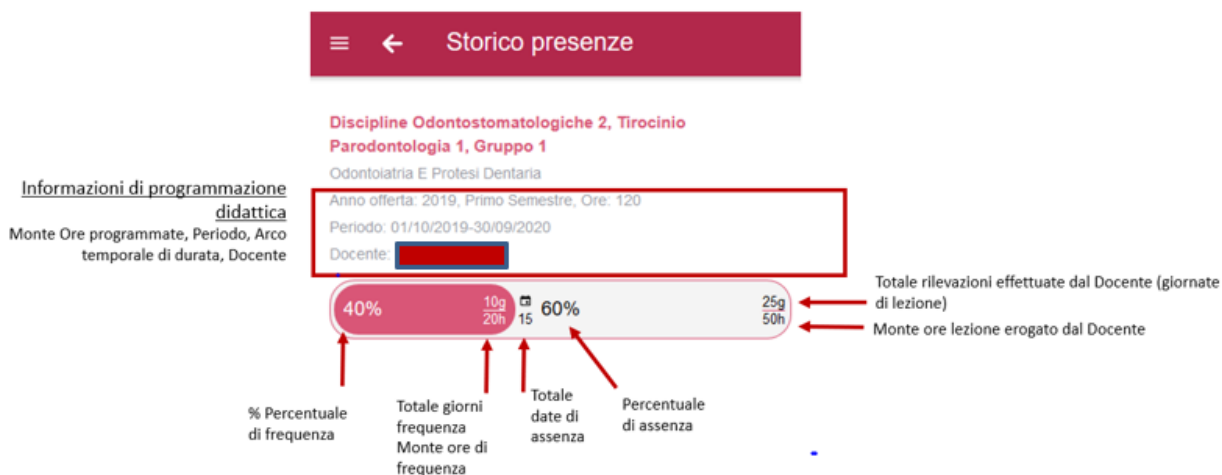 Storico presenze
Discipline Odontostomatologiche 2, Tirocinio
Parodontologia 1, Gruppo 1
Odontoiatria E Protesi Dentaria
Anno offerta: 2019, Primo Semestre, Ore: 120
Periodo: 01/10/2019-30/09/2020
Docente:
Informazioni di programmazione
didattica
Monte Ore programmate, Periodo, Arco
temporale di durata, Docente
40%
10g
20h
15
60%
25g
50h
Totale rilevazioni effettuate dal Docente (giornate
di lezione)
Monte ore lezione erogato dal Docente
% Percentuale
di frequenza
Totale giorni
frequenza
Monte ore di
frequenza
Totale
date di
assenza
Percentuale
di assenza